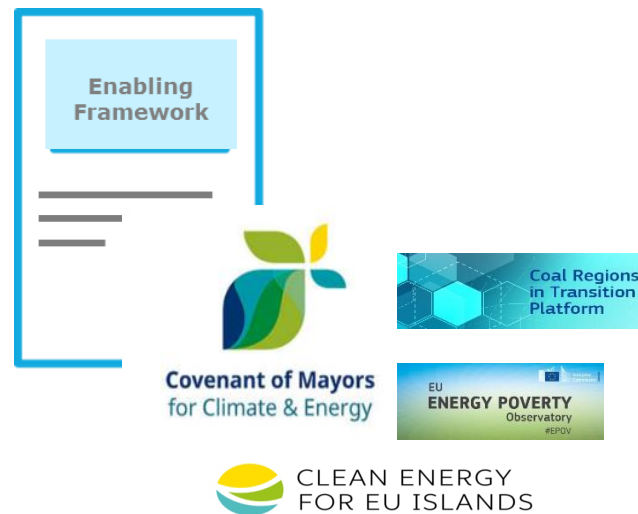 Enabling
Framework
Covenant of Mayors
for Climate & Energy
Coal Regions
in Transition
Platform
EU
ENERGY POVERTY
Observatory
#EPOV
CLEAN ENERGY
FOR EU ISLANDS